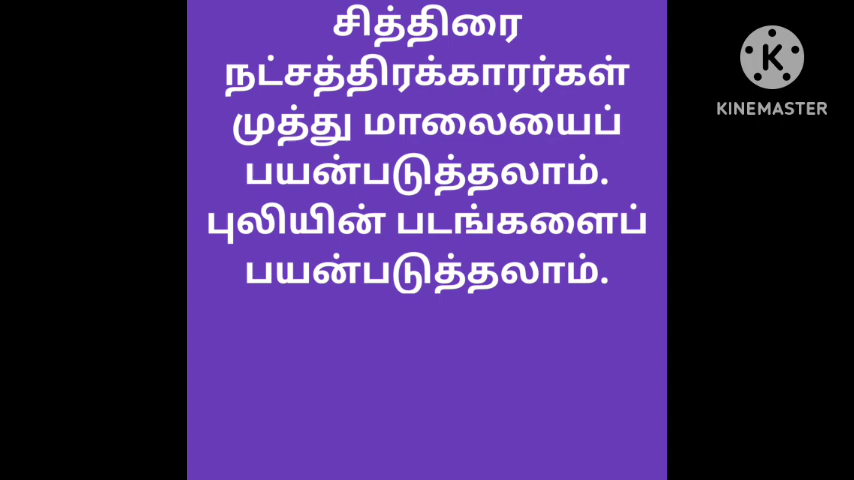 சித்திரை
நட்சத்திரக்காரர்கள்
முத்து மாலையைப்
பயன்படுத்தலாம்.
புலியின் படங்களைப்
பயன்படுத்தலாம்.
K
KINEMASTER